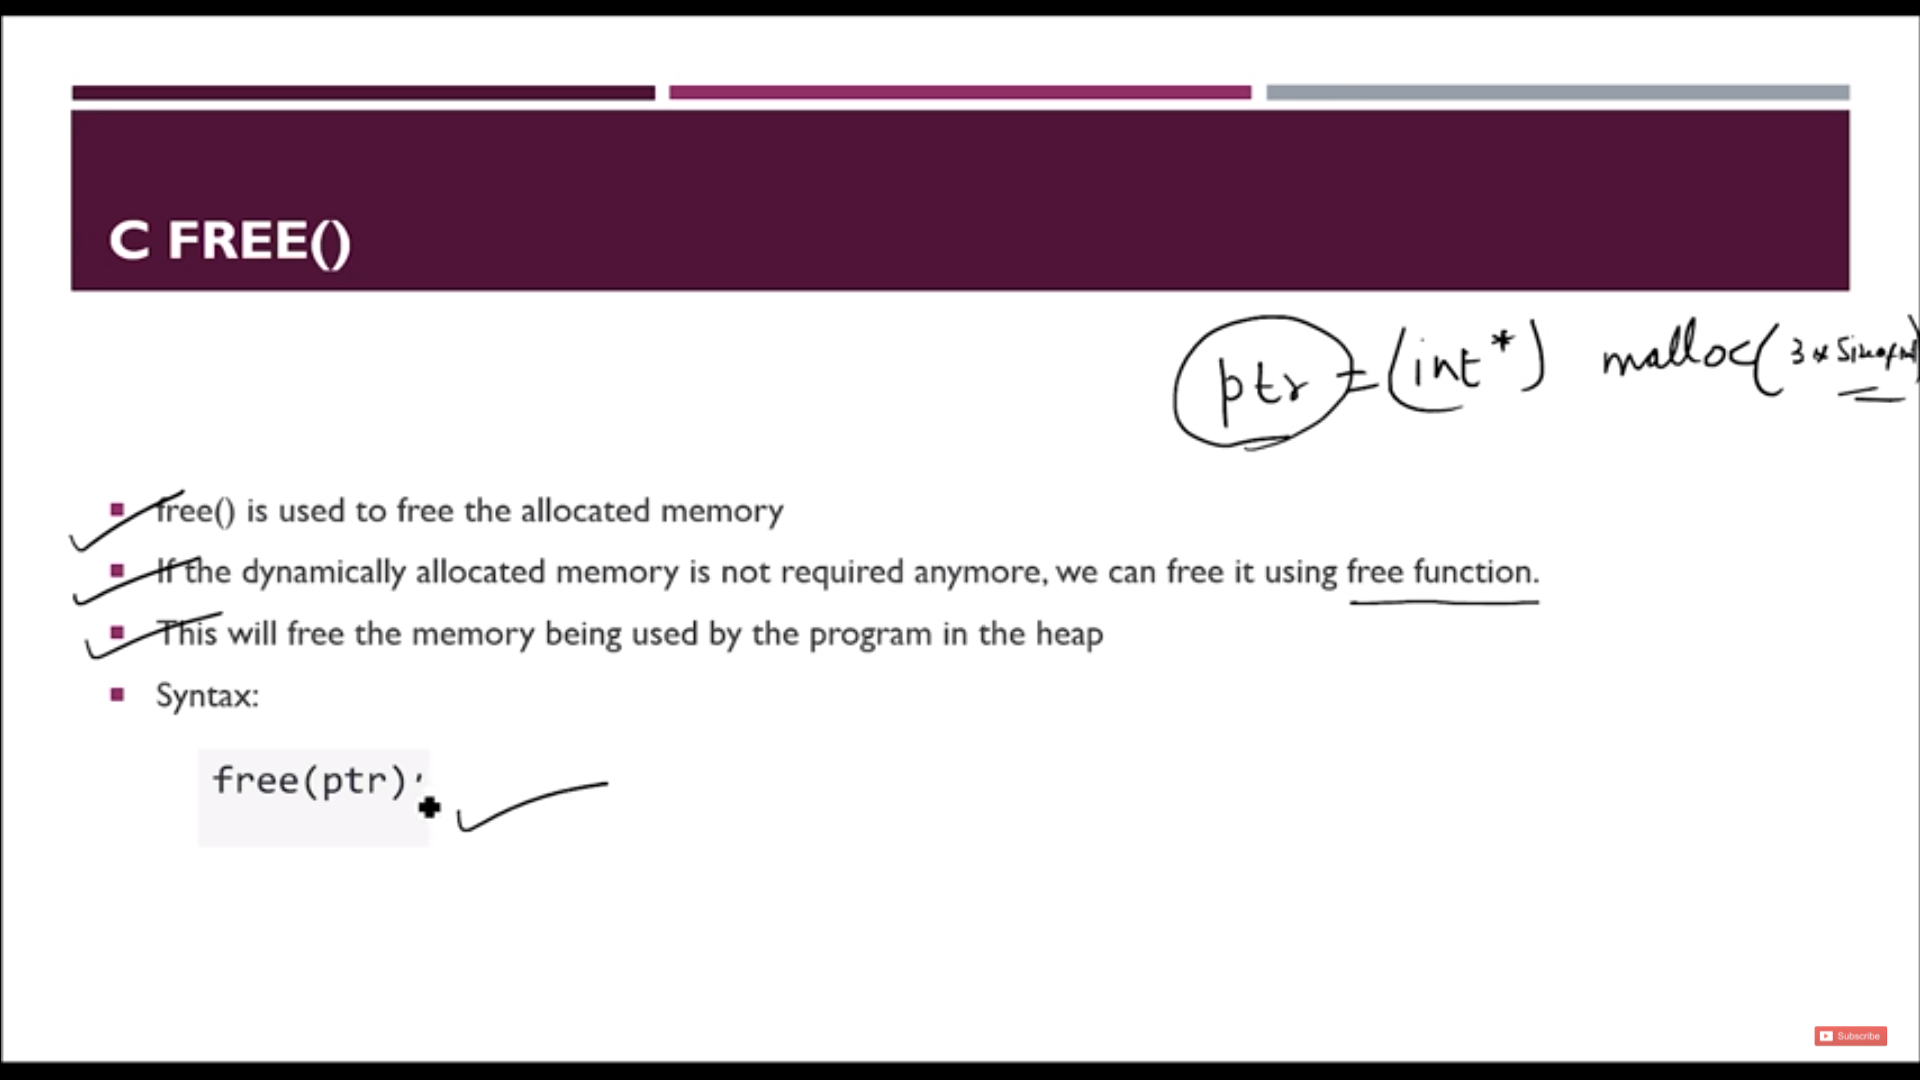 C FREE()
ptr = (int *) malloc(3 *
free() is used to free the allocated memory
If the dynamically allocated memory is not required anymore, we can free it using free function.
This will free the memory being used by the program in the heap
Syntax:
free(ptr);
Subscribe